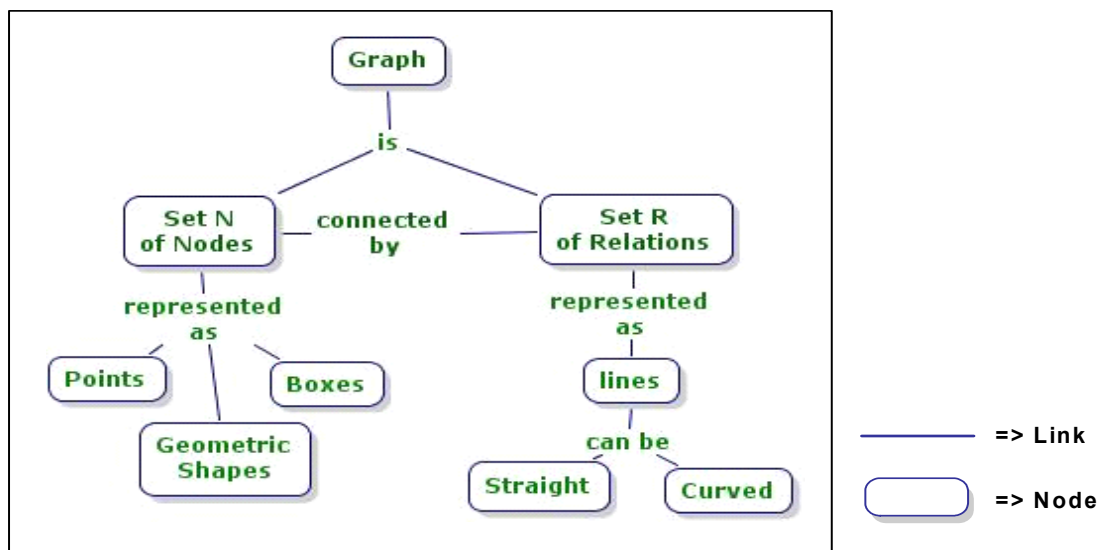 Graph
is
Set N
of Nodes
connected
by
Set R
of Relations
represented
as
represented
as
Points
Boxes
lines
Geometric
Shapes
can be
Straight
Curved
=> Link
=> Node